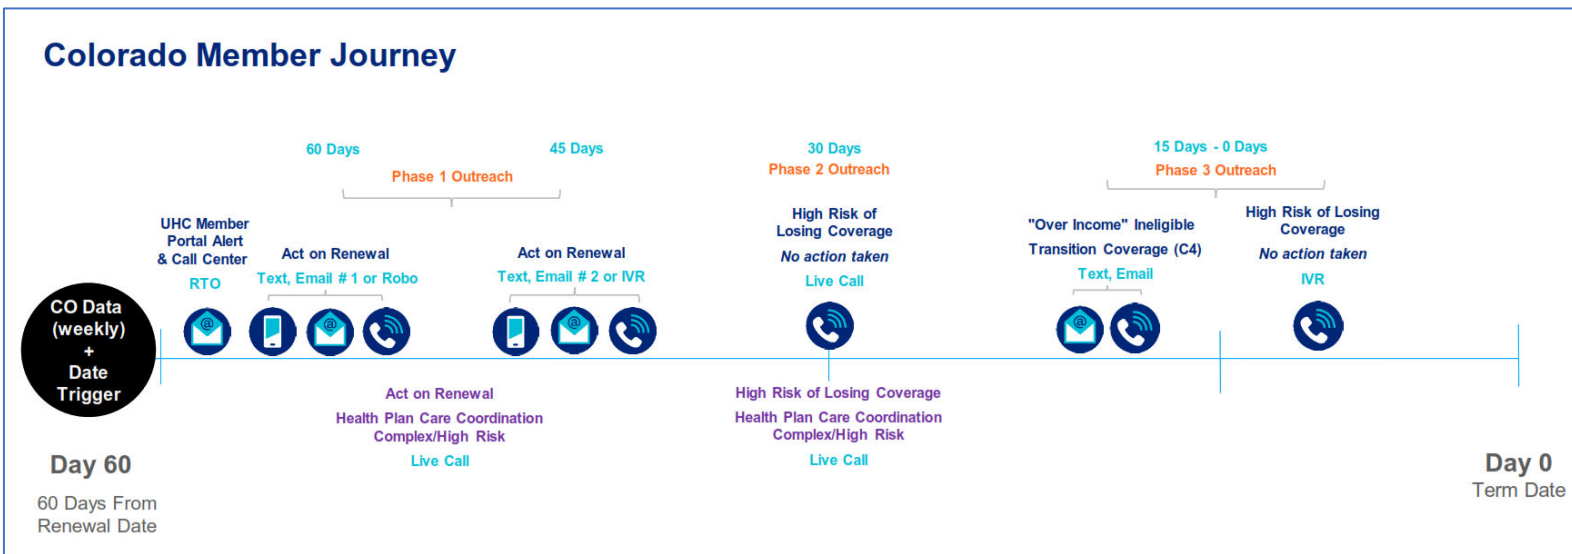 Colorado Member Journey
60 Days
45 Days
Phase 1 Outreach
30 Days
Phase 2 Outreach
15 Days - 0 Days
Phase 3 Outreach
UHC Member
Portal Alert
& Call Center
RTO
Act on Renewal
Text, Email # 1 or Robo
Act on Renewal
Text, Email # 2 or IVR
High Risk of
Losing Coverage
No action taken
Live Call
"Over Income" Ineligible
Transition Coverage (C4)
Text, Email
High Risk of Losing
Coverage
No action taken
IVR
CO Data
(weekly)
+
Date
Trigger
Act on Renewal
Health Plan Care Coordination
Complex/High Risk
Live Call
High Risk of Losing Coverage
Health Plan Care Coordination
Complex/High Risk
Live Call
Day 60
60 Days From
Renewal Date
Day 0
Term Date